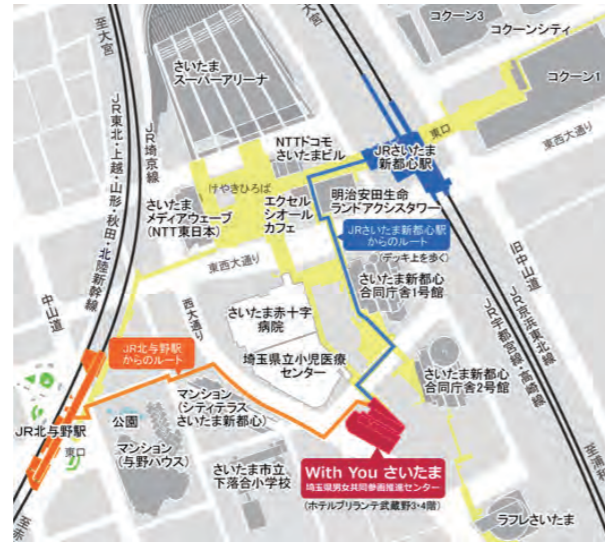 至大宮
至大宮
コクーン3
コクーンシティ
コクーン1
さいたま
スーパーアリーナ
JR東北・上越・山形・秋田・北陸新幹線
JR埼京線
NTTドコモ
さいたまビル
JRさいたま
新都心駅
東口
東西大通り
けやきひろば
さいたま
メディアウェーブ
(NTT東日本)
エクセル
シオール
カフェ
明治安田生命
ランドアクシスタワー
JRさいたま新都心駅
からのルート
(デッキ上を歩く)
東西大通り
旧中山道
中山道
西大通り
さいたま新都心
合同庁舎1号館
さいたま赤十字
病院
JR京浜東北線
JR宇都宮線・高崎線
JR北与野駅
からのルート
埼玉県立小児医療
センター
さいたま新都心
合同庁舎2号館
マンション
(シティテラス
さいたま新都心)
公園
JR北与野駅
東口
マンション
(与野ハウス)
さいたま市立
下落合小学校
With You さいたま
埼玉県男女共同参画推進センター
(ホテルブリランテ武蔵野3・4階)
ラフレさいたま